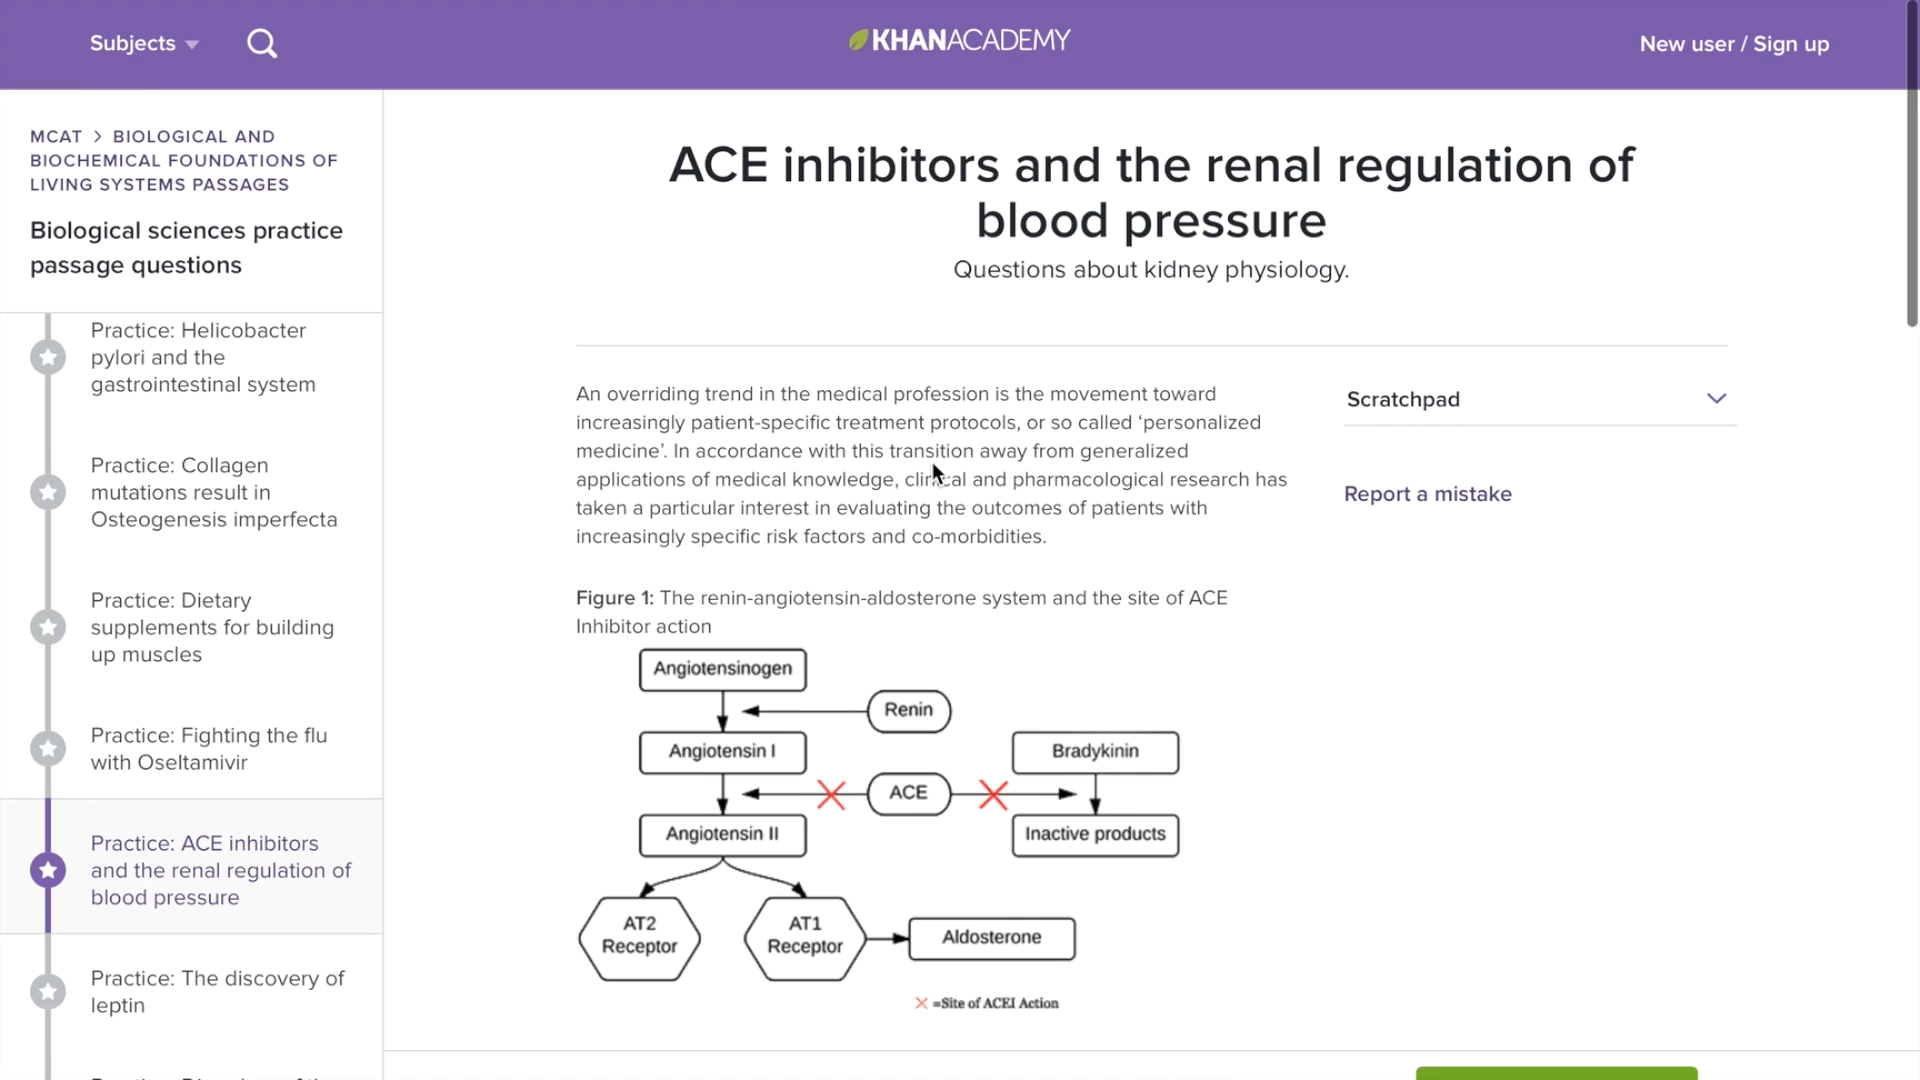 Subjects
KHANACADEMY
New user / Sign up
MCAT > BIOLOGICAL AND
BIOCHEMICAL FOUNDATIONS OF
LIVING SYSTEMS PASSAGES
Biological sciences practice
passage questions
Practice: Helicobacter
pylori and the
gastrointestinal system
Practice: Collagen
mutations result in
Osteogenesis imperfecta
Practice: Dietary
supplements for building
up muscles
Practice: Fighting the flu
with Oseltamivir
Practice: ACE inhibitors
and the renal regulation of
blood pressure
Practice: The discovery of
leptin
ACE inhibitors and the renal regulation of
blood pressure
Questions about kidney physiology.
An overriding trend in the medical profession is the movement toward
increasingly patient-specific treatment protocols, or so called ‘personalized
medicine’. In accordance with this transition away from generalized
applications of medical knowledge, clinical and pharmacological research has
taken a particular interest in evaluating the outcomes of patients with
increasingly specific risk factors and co-morbidities.
Figure 1: The renin-angiotensin-aldosterone system and the site of ACE
Inhibitor action
Angiotensinogen
Renin
Angiotensin I
Bradykinin
ACE
Angiotensin II
Inactive products
AT2
Receptor
AT1
Receptor
Aldosterone
=Site of ACEI Action
Scratchpad
Report a mistake